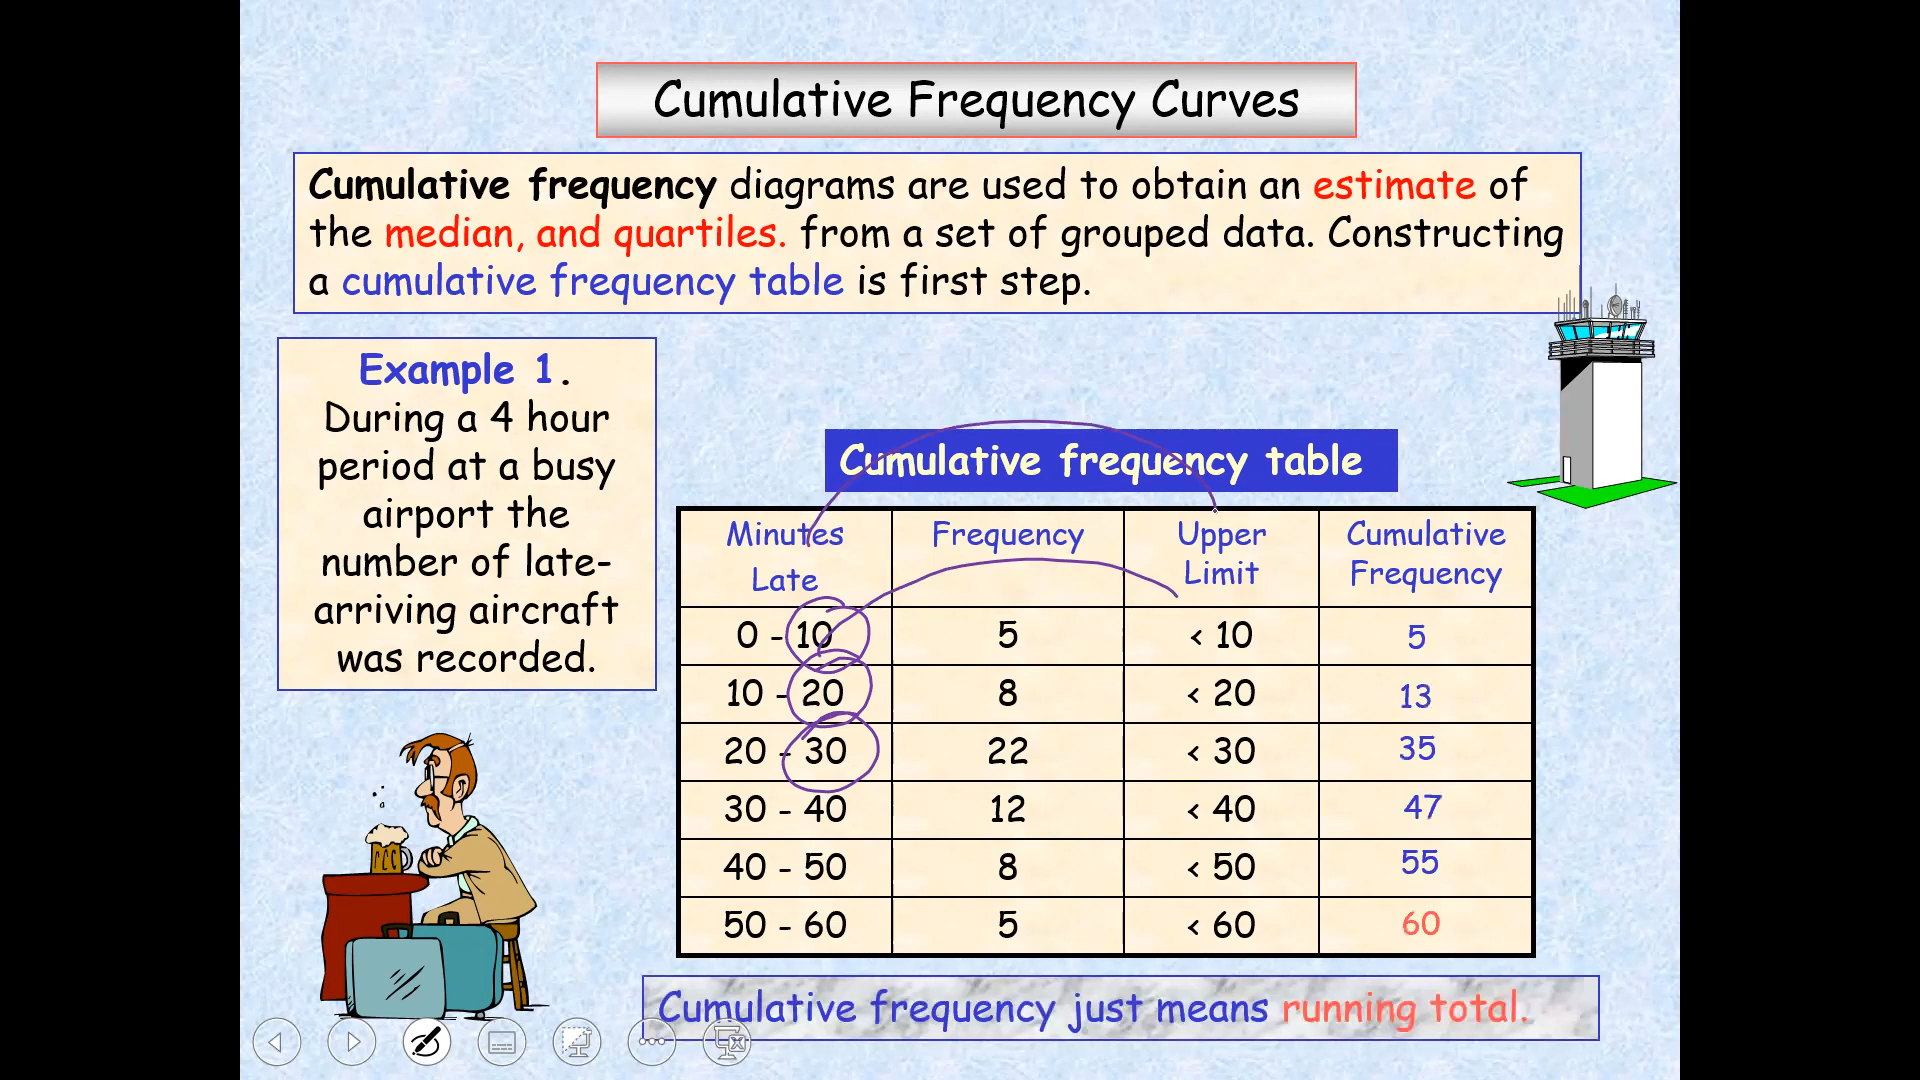 Cumulative Frequency Curves
Cumulative frequency diagrams are used to obtain an estimate of
the median, and quartiles. from a set of grouped data. Constructing
a cumulative frequency table is first step.
Example 1.
During a 4 hour
period at a busy
airport the
number of late-
arriving aircraft
was recorded.
Cumulative frequency table
Minutes Late Frequency Upper Limit Cumulative Frequency
0 - 10 5 < 10 5
10 - 20 8 < 20 13
20 - 30 22 < 30 35
30 - 40 12 < 40 47
40 - 50 8 < 50 55
50 - 60 5 < 60 60
Cumulative frequency just means running total.